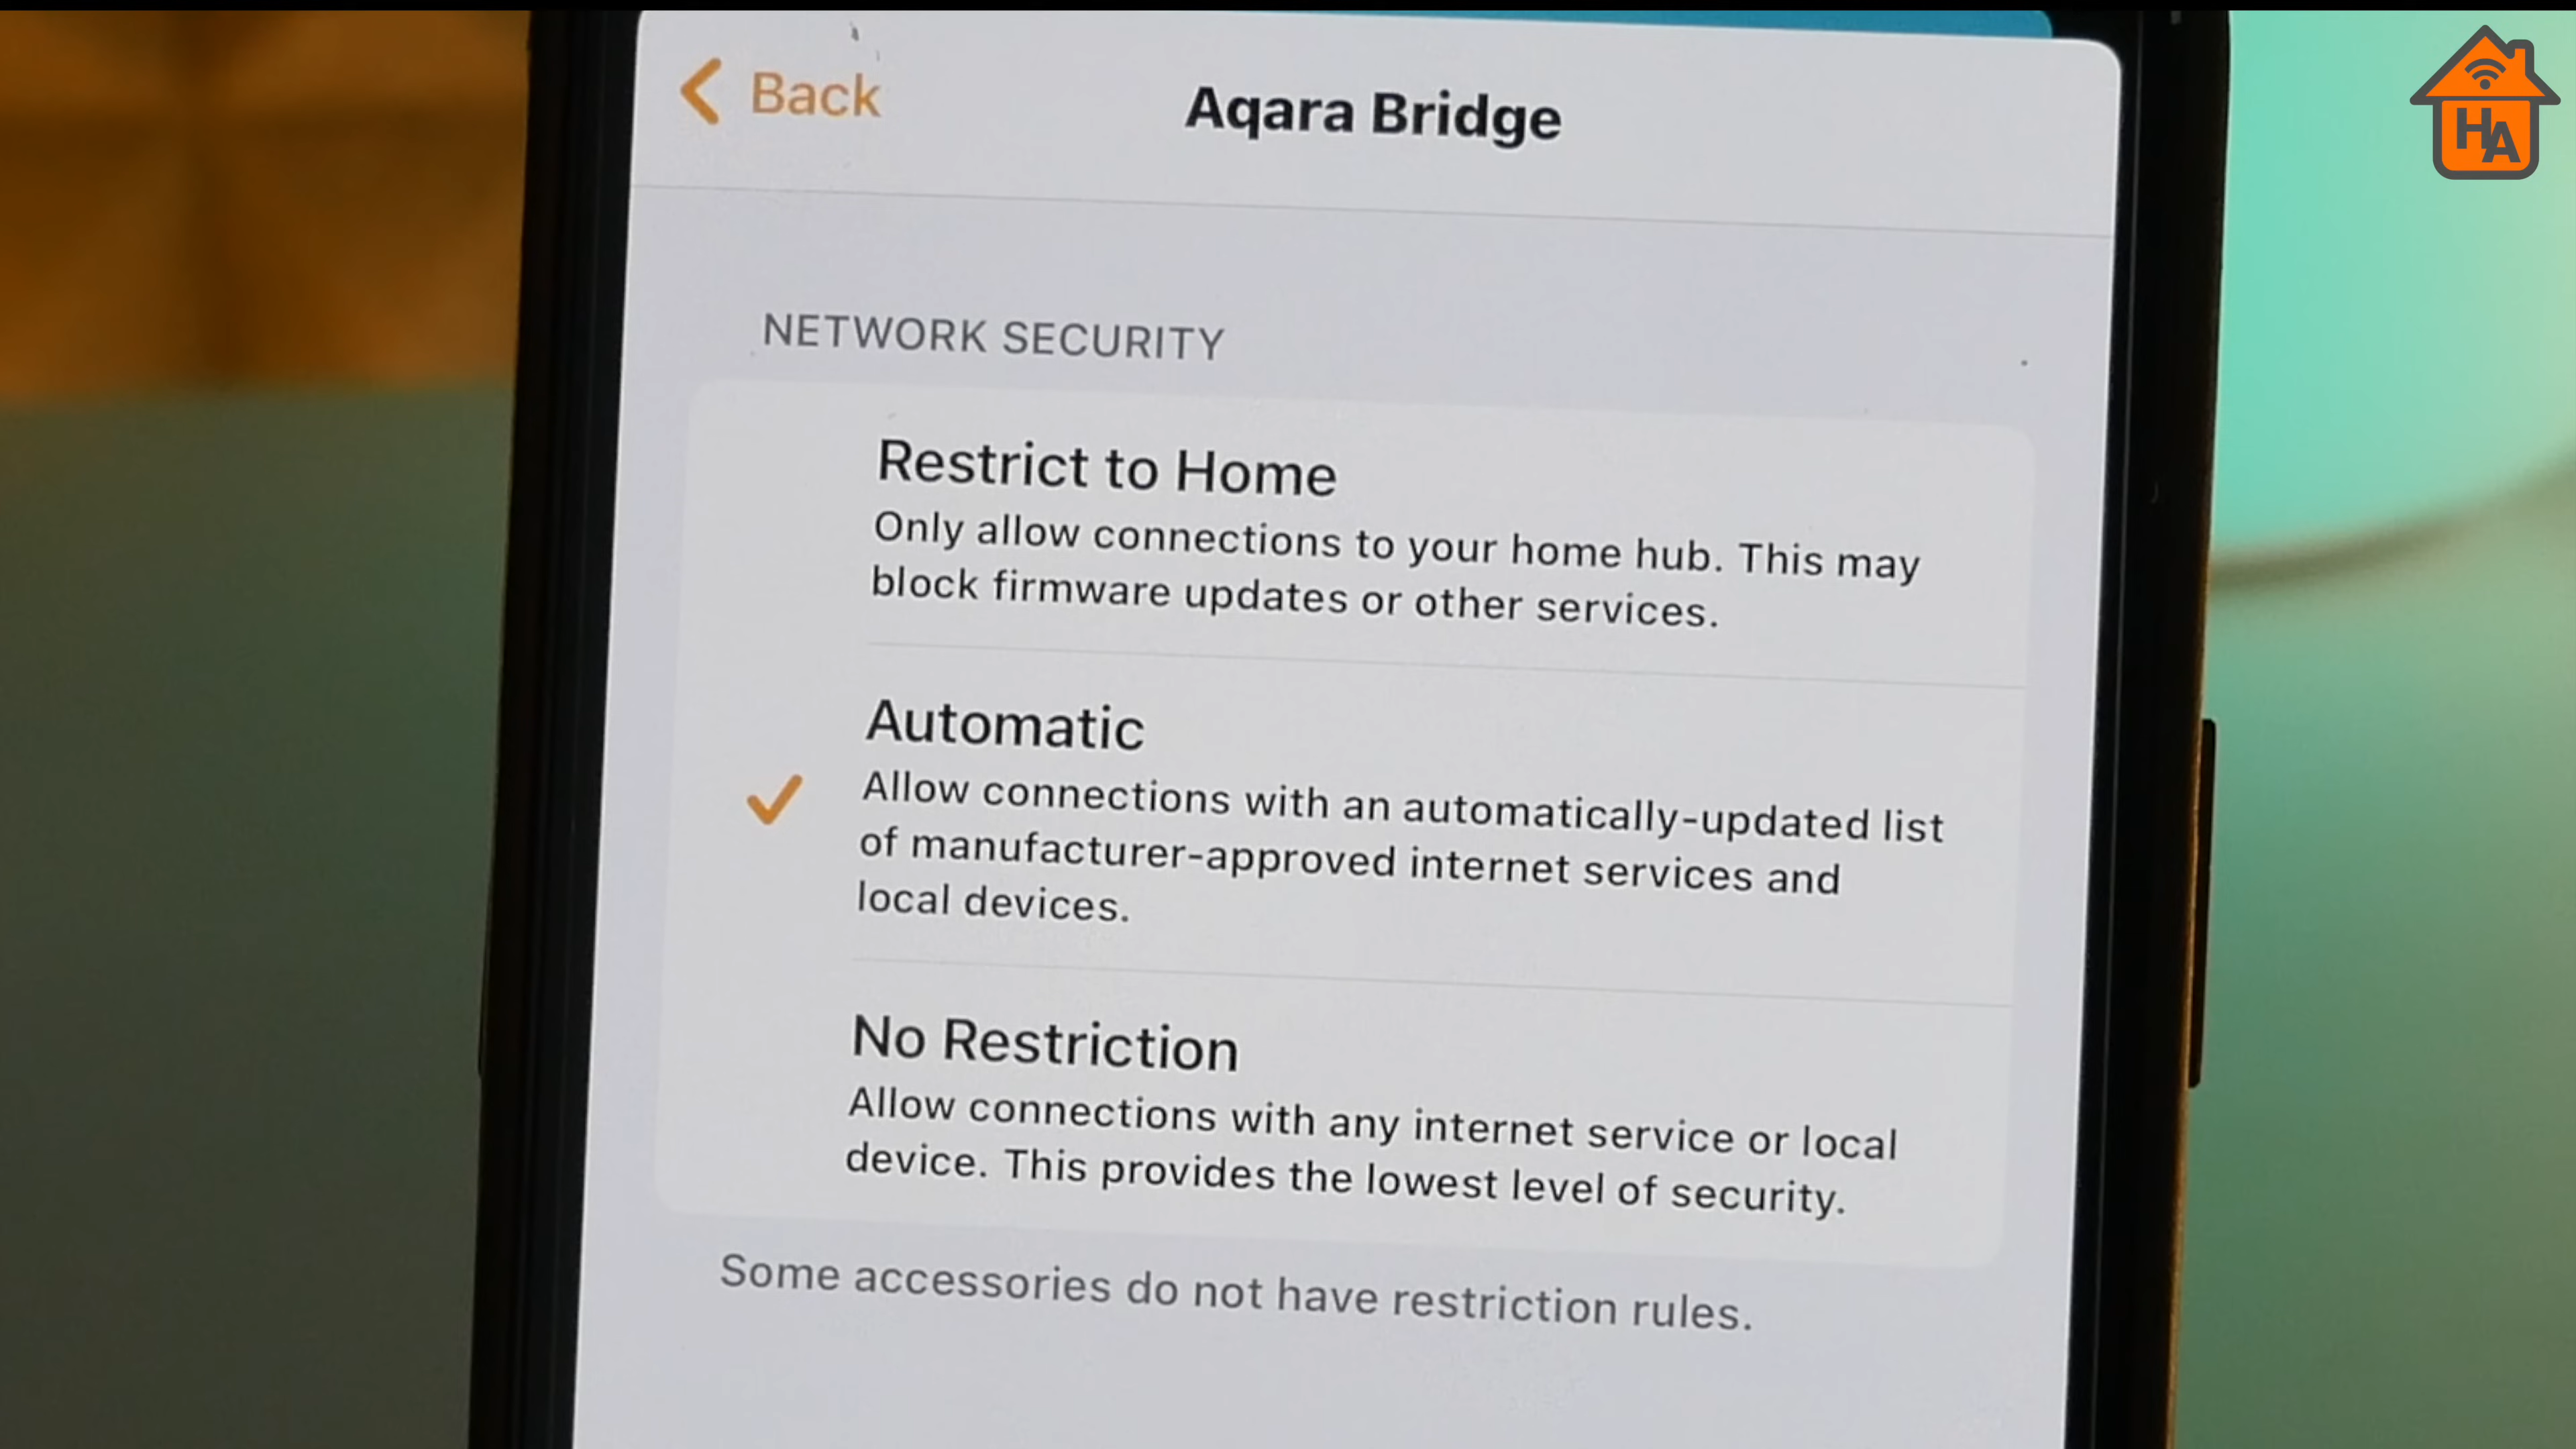 Back
Aqara Bridge
HA
NETWORK SECURITY
Restrict to Home
Only allow connections to your home hub. This may
block firmware updates or other services.
Automatic
Allow connections with an automatically-updated list
of manufacturer-approved internet services and
local devices.
No Restriction
Allow connections with any internet service or local
device. This provides the lowest level of security.
Some accessories do not have restriction rules.